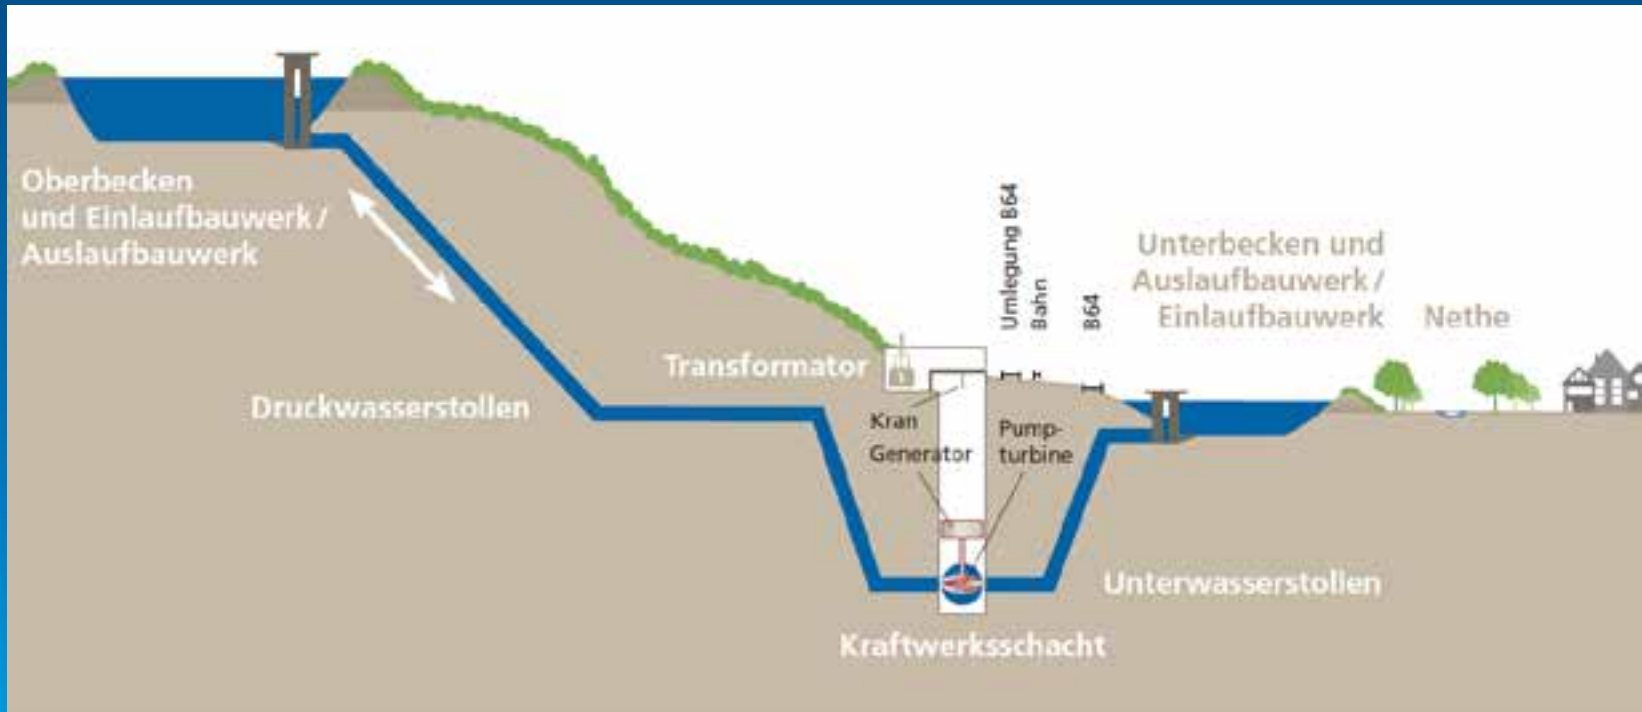 Oberbecken
und Einlaufbauwerk /
Auslaufbauwerk
Druckwasserstollen
Transformator
Kran
Generator
Pump-
turbine
Umlegung B64
Bahn
B64
Unterbecken und
Auslaufbauwerk /
Einlaufbauwerk
Nethe
Unterwasserstollen
Kraftwerksschacht